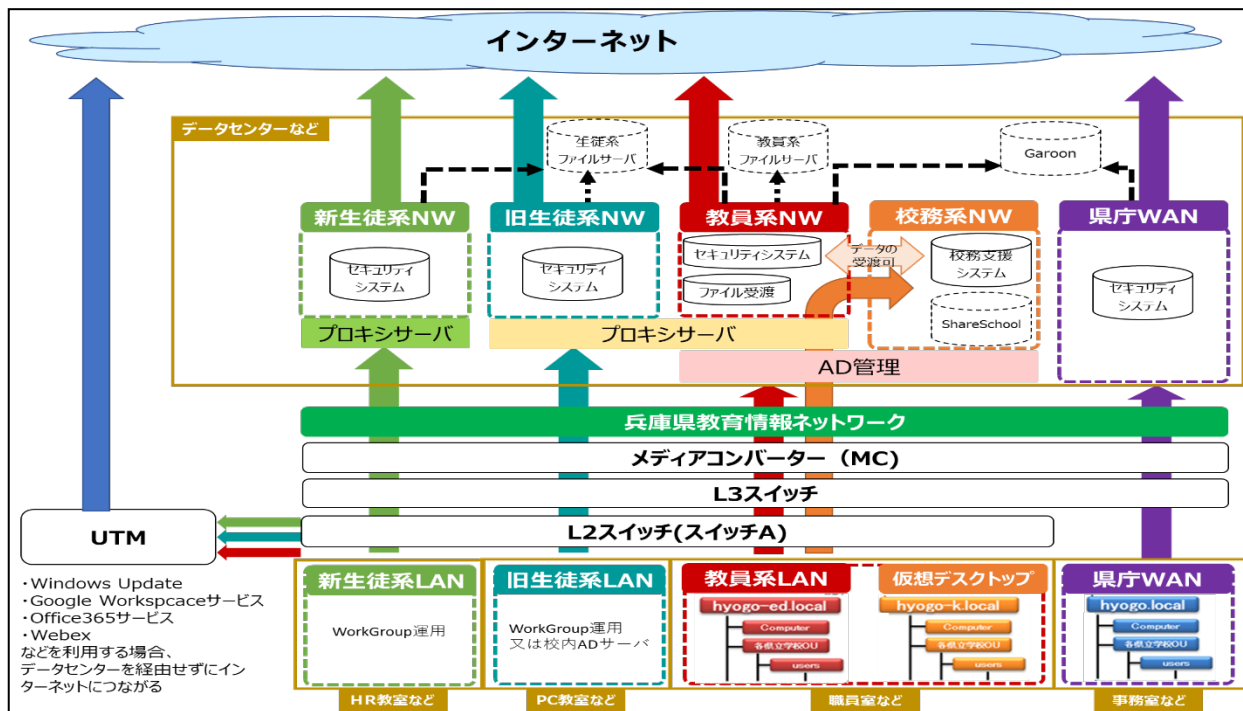 インターネット
データセンターなど
生徒系
ファイルサーバ
教員系
ファイルサーバ
Garoon
新生徒系NW
旧生徒系NW
教員系NW
校務系NW
県庁WAN
セキュリティ
システム
セキュリティ
システム
セキュリティシステム
ファイル受渡
データの
受渡可
校務支援
システム
ShareSchool
セキュリティ
システム
プロキシサーバ
プロキシサーバ
AD管理
兵庫県教育情報ネットワーク
メディアコンバーター（MC）
L3スイッチ
L2スイッチ(スイッチA)
UTM
・Windows Update
・Google Workspcaceサービス
・Office365サービス
・Webex
などを利用する場合、
データセンターを経由せずにイン
ターネットにつながる
新生徒系LAN
WorkGroup運用
HR教室など
旧生徒系LAN
WorkGroup運用
又は校内ADサーバ
PC教室など
教員系LAN
hyogo-ed.local
Computer
各県立学校OU
users
仮想デスクトップ
hyogo-k.local
Computer
各県立学校OU
users
職員室など
県庁WAN
hyogo.local
Computer
各県立学校OU
users
事務室など